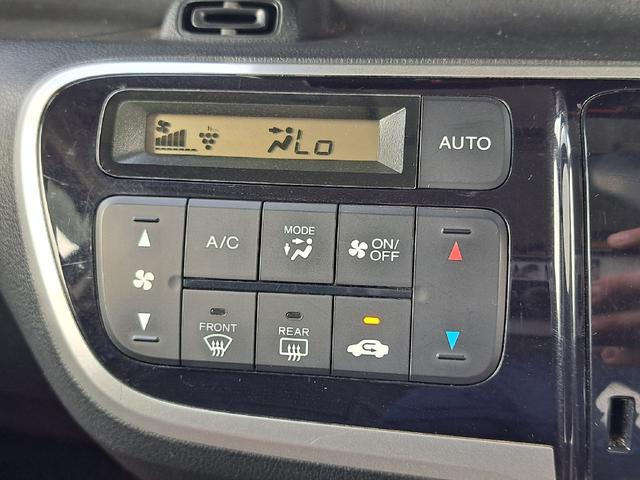 Lo
AUTO
A/C
MODE
ON/
OFF
FRONT
REAR